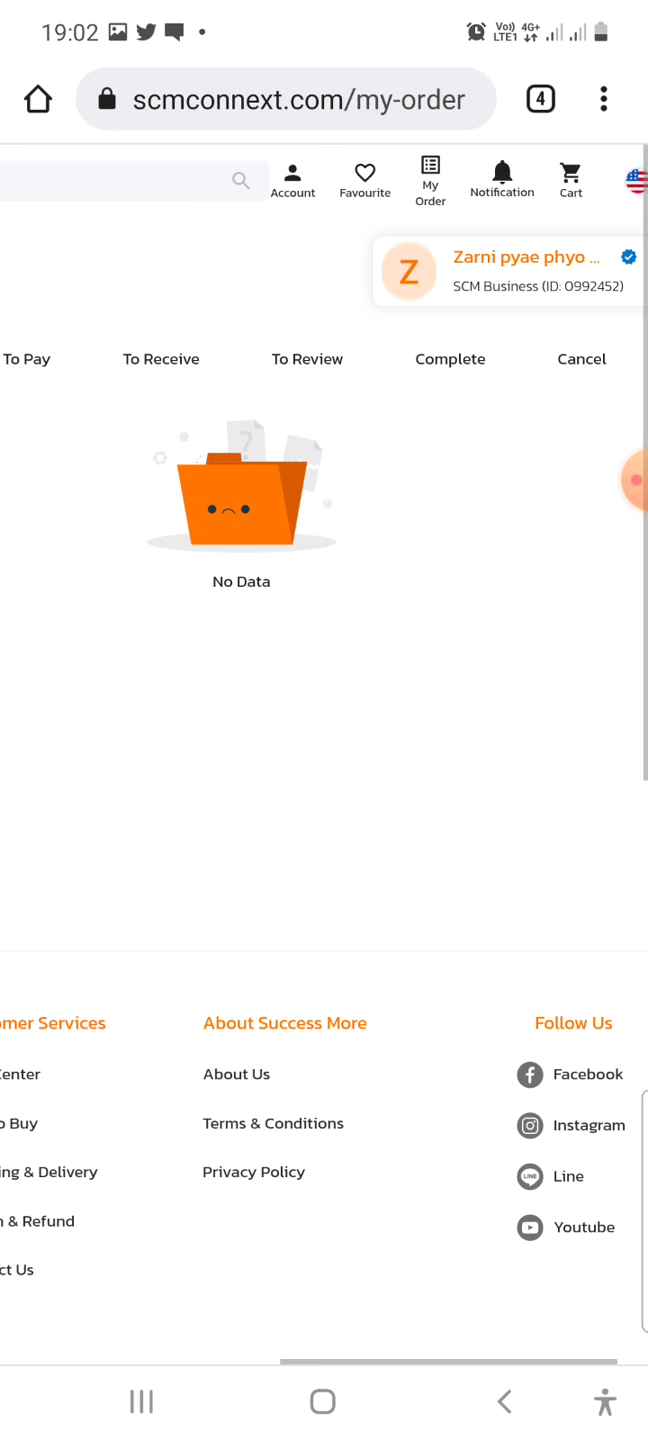 19:02
Vo)) 4G+
LTE1
scmconnext.com/my-order
4
Account
Favourite
My
Order
Notification
Cart
Z
Zarni pyae phyo ...
SCM Business (ID: 0992452)
To Pay
To Receive
To Review
Complete
Cancel
?
No Data
omer Services
About Success More
Follow Us
Center
About Us
Facebook
o Buy
Terms & Conditions
Instagram
ing & Delivery
Privacy Policy
LINE
Line
n & Refund
Youtube
ct Us